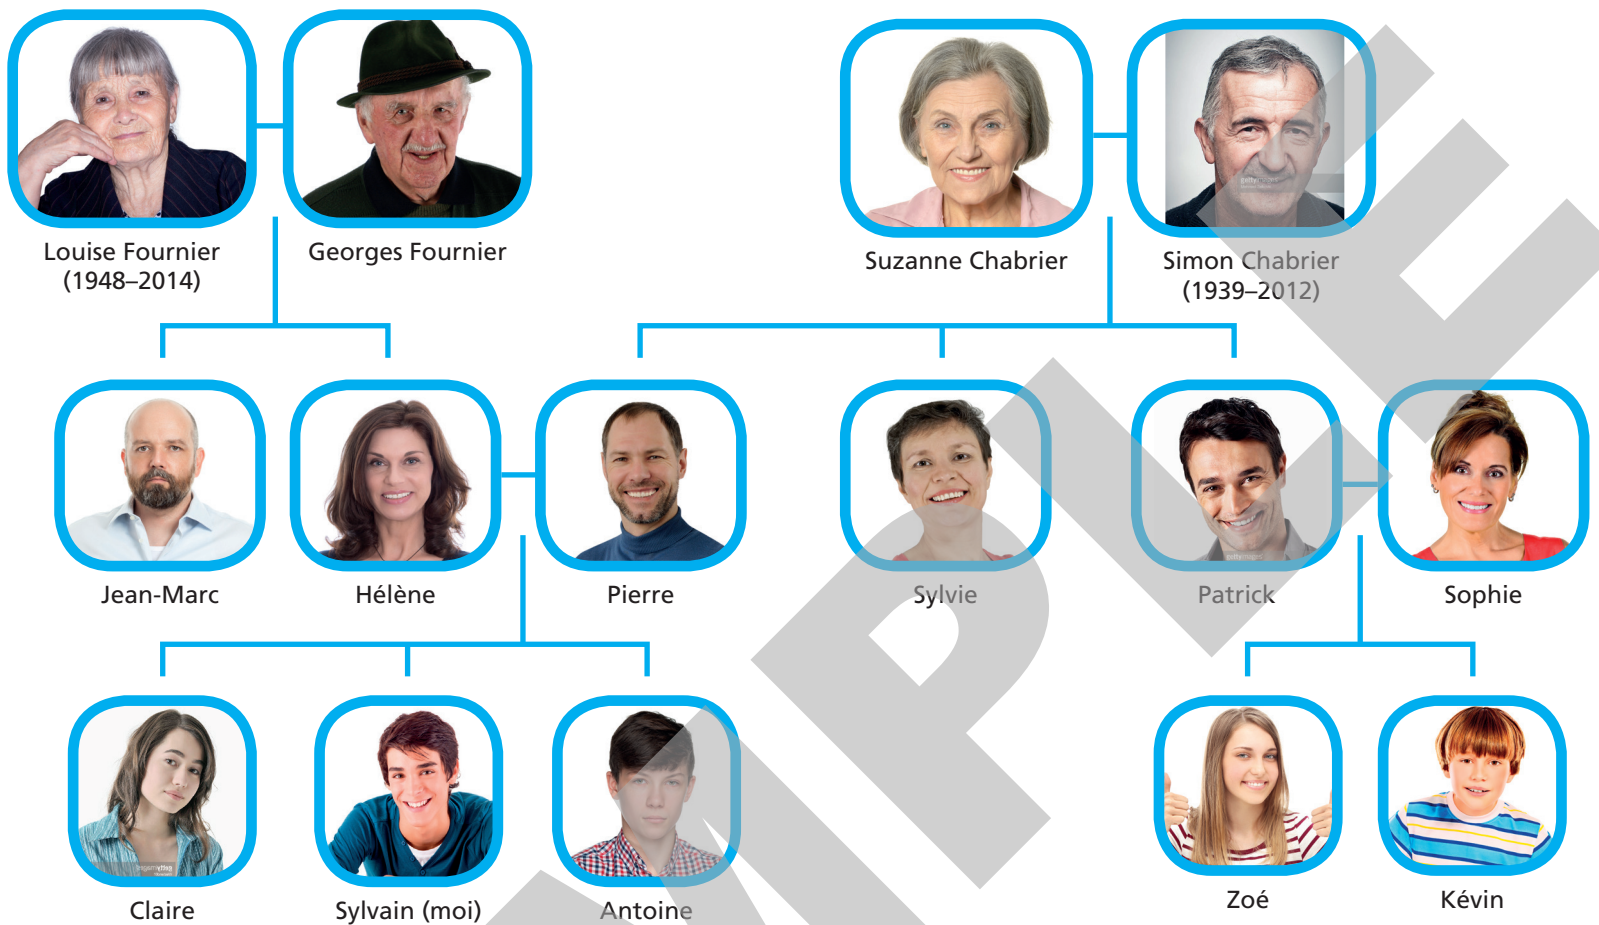 Louise Fournier
(1948–2014)
Georges Fournier
Suzanne Chabrier
Simon Chabrier
(1939–2012)
Jean-Marc
Hélène
Pierre
Sylvie
Patrick
Sophie
Claire
Sylvain (moi)
Antoine
Zoé
Kévin
MPLE